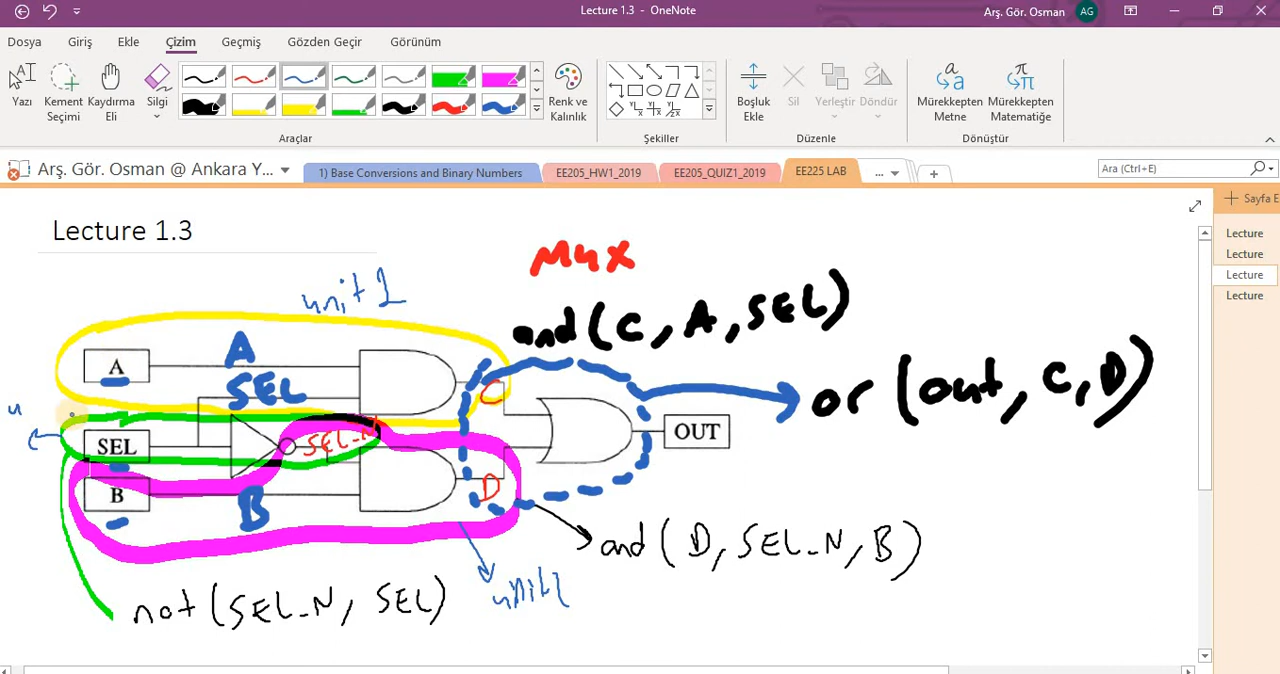 Lecture 1.3 - OneNote
Arş. Gör. Osman AG
Dosya Giriş Ekle Çizim Geçmiş Gözden Geçir Görünüm
Yazı Kement Seçimi Kaydırma Eli Silgi
Renk ve Kalınlık
Boşluk Ekle Sil Yerleştir Döndür
Mürekkepten Metne Mürekkepten Matematiğe
Araçlar Şekiller Düzenle Dönüştür
Arş. Gör. Osman @ Ankara Y... 1) Base Conversions and Binary Numbers EE205_HW1_2019 EE205_QUIZ1_2019 EE225 LAB ... Ara (Ctrl+E)
Sayfa E
Lecture
Lecture
Lecture
Lecture
Lecture 1.3
Mux
unit1
and(C, A, SEL)
A A
SEL C
or (out, C, D)
u
SEL SEL_N OUT
B B D
and (D, SEL_N, B)
not (SEL_N, SEL)